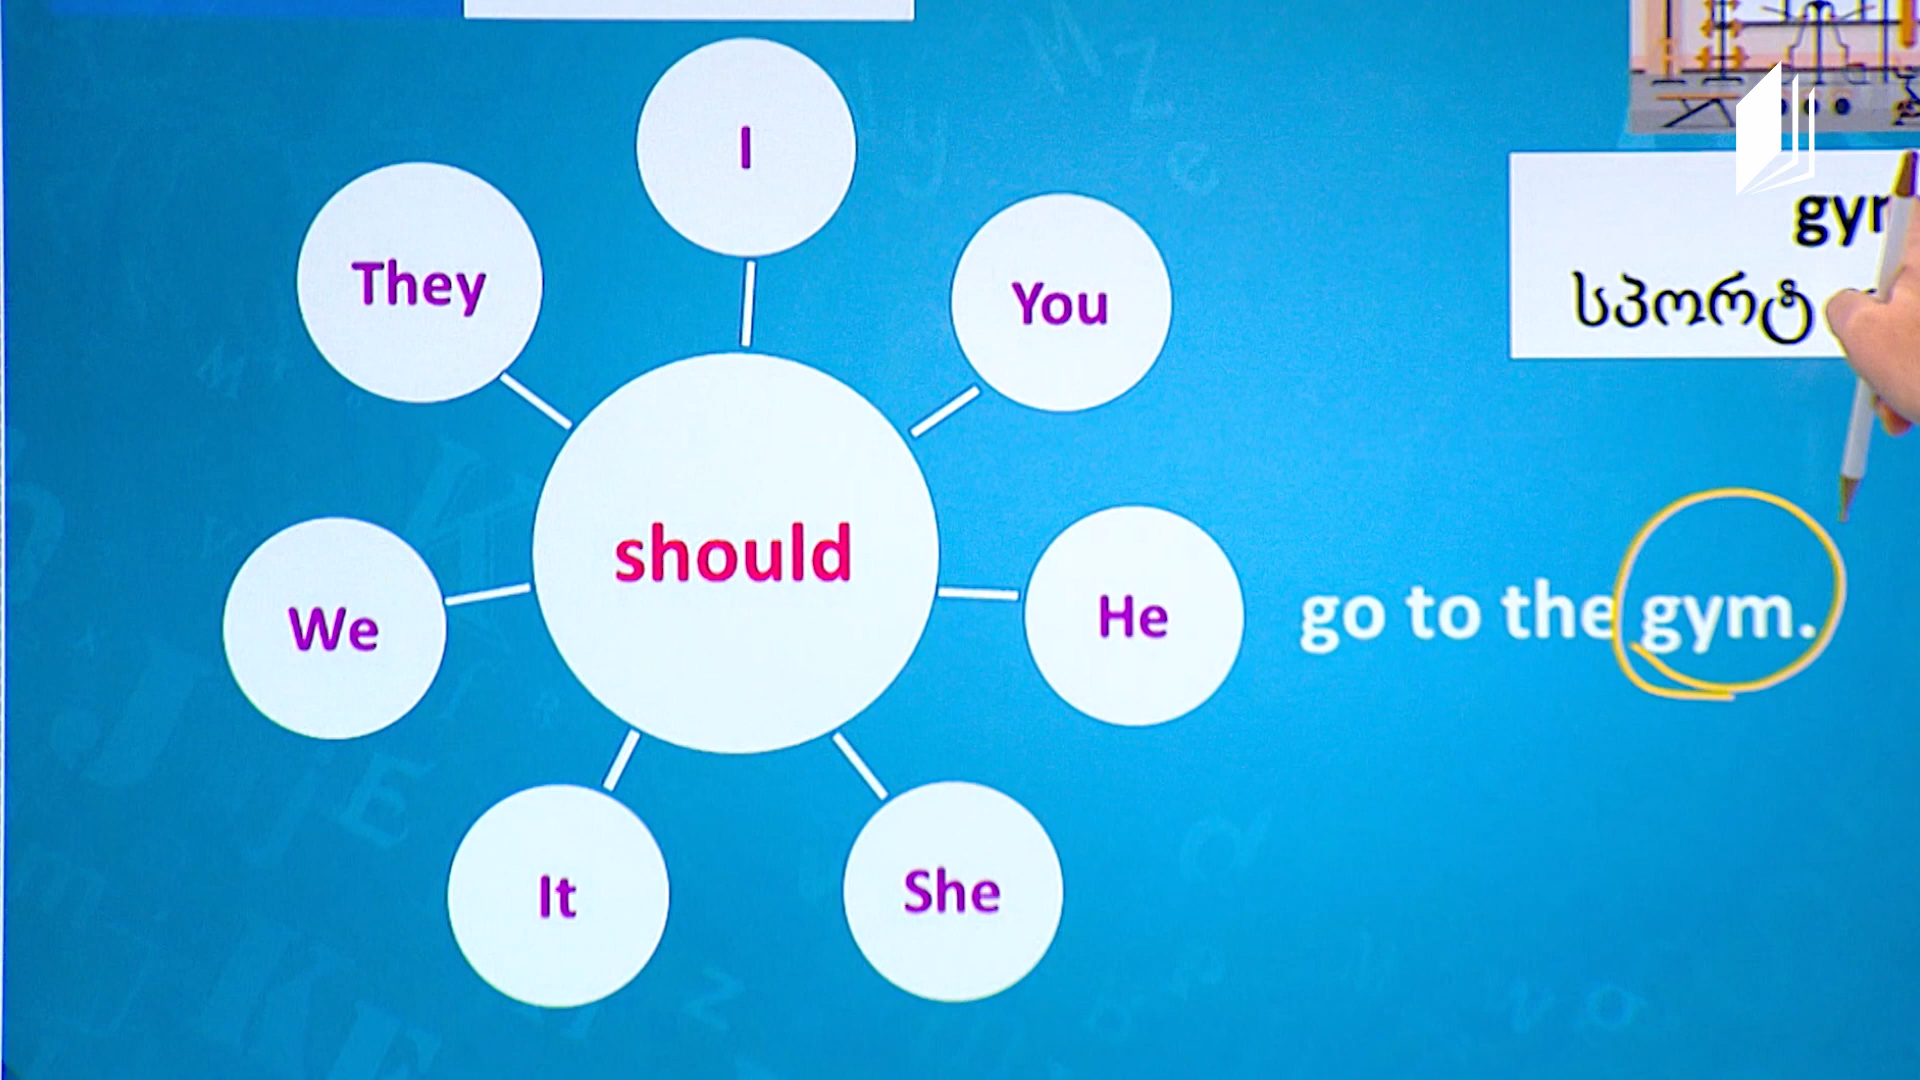 I
They
You
should
We
He
go to the gym.
It
She
სპორტ